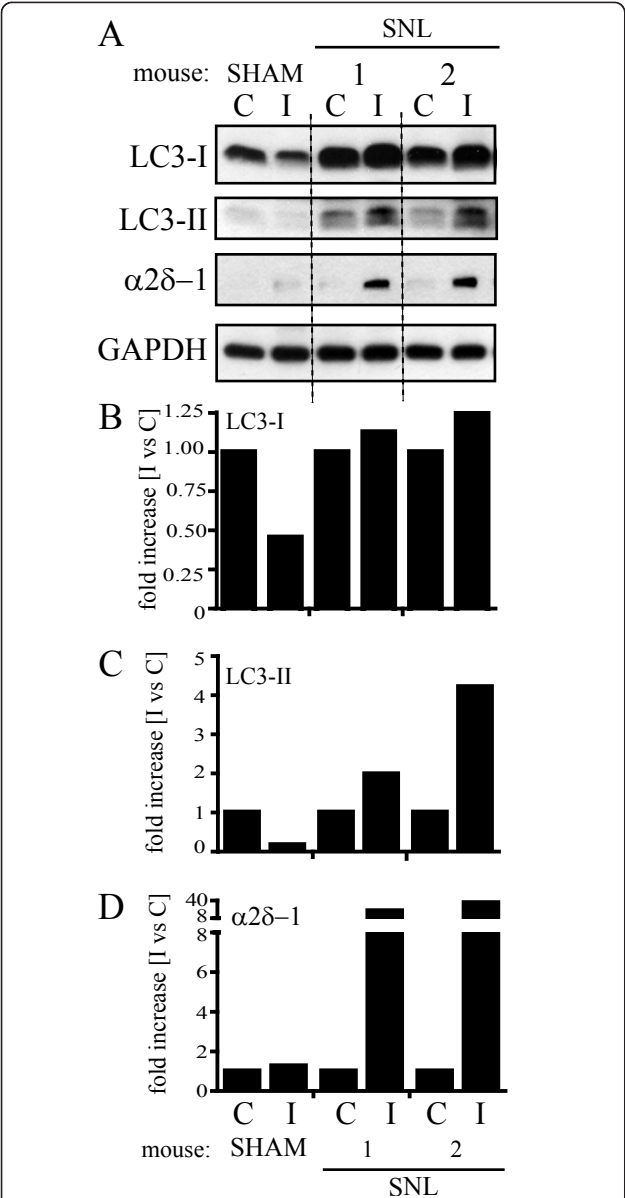 A
SNL
mouse: SHAM 1 2
C I C I C I
LC3-I
LC3-II
α2δ–1
GAPDH
B
fold increase [I vs C]
1.25
1.00
0.75
0.50
0.25
0
LC3-I
C
fold increase [I vs C]
5
4
3
2
1
0
LC3-II
D
fold increase [I vs C]
40
8
8
6
4
2
0
α2δ–1
C I C I C I
mouse: SHAM 1 2
SNL